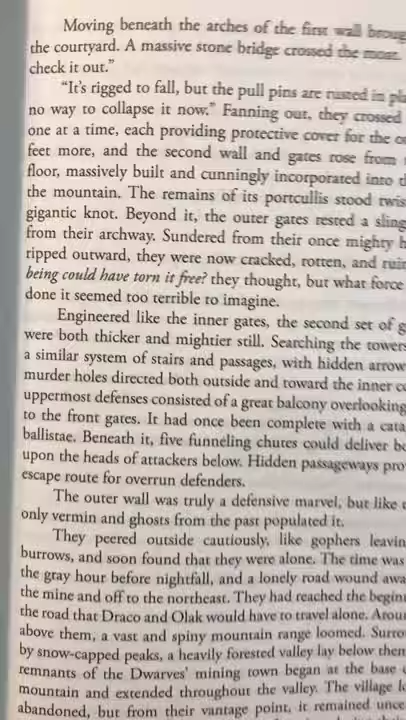 Moving beneath the arches of the first wall broug
the courtyard. A massive stone bridge crossed the moat.
check it out.”
“It’s rigged to fall, but the pull pins are rusted in pla
no way to collapse it now.” Fanning out, they crossed
one at a time, each providing protective cover for the o
feet more, and the second wall and gates rose from
floor, massively built and cunningly incorporated into t
the mountain. The remains of its portcullis stood twis
gigantic knot. Beyond it, the outer gates rested a sling
from their archway. Sundered from their once mighty h
ripped outward, they were now cracked, rotten, and ruin
being could have torn it free? they thought, but what force
done it seemed too terrible to imagine.
Engineered like the inner gates, the second set of g
were both thicker and mightier still. Searching the towers
a similar system of stairs and passages, with hidden arrow
murder holes directed both outside and toward the inner co
uppermost defenses consisted of a great balcony overlooking
to the front gates. It had once been complete with a cata
ballistae. Beneath it, five funneling chutes could deliver bo
upon the heads of attackers below. Hidden passageways pro
escape route for overrun defenders.
The outer wall was truly a defensive marvel, but like
only vermin and ghosts from the past populated it.
They peered outside cautiously, like gophers leavin
burrows, and soon found that they were alone. The time was
the gray hour before nightfall, and a lonely road wound awa
the mine and off to the northeast. They had reached the begin
the road that Draco and Olak would have to travel alone. Arou
above them, a vast and spiny mountain range loomed. Surro
by snow-capped peaks, a heavily forested valley lay below them
remnants of the Dwarves’ mining town began at the base
mountain and extended throughout the valley. The village l
abandoned, but from their vantage point, it remained unce